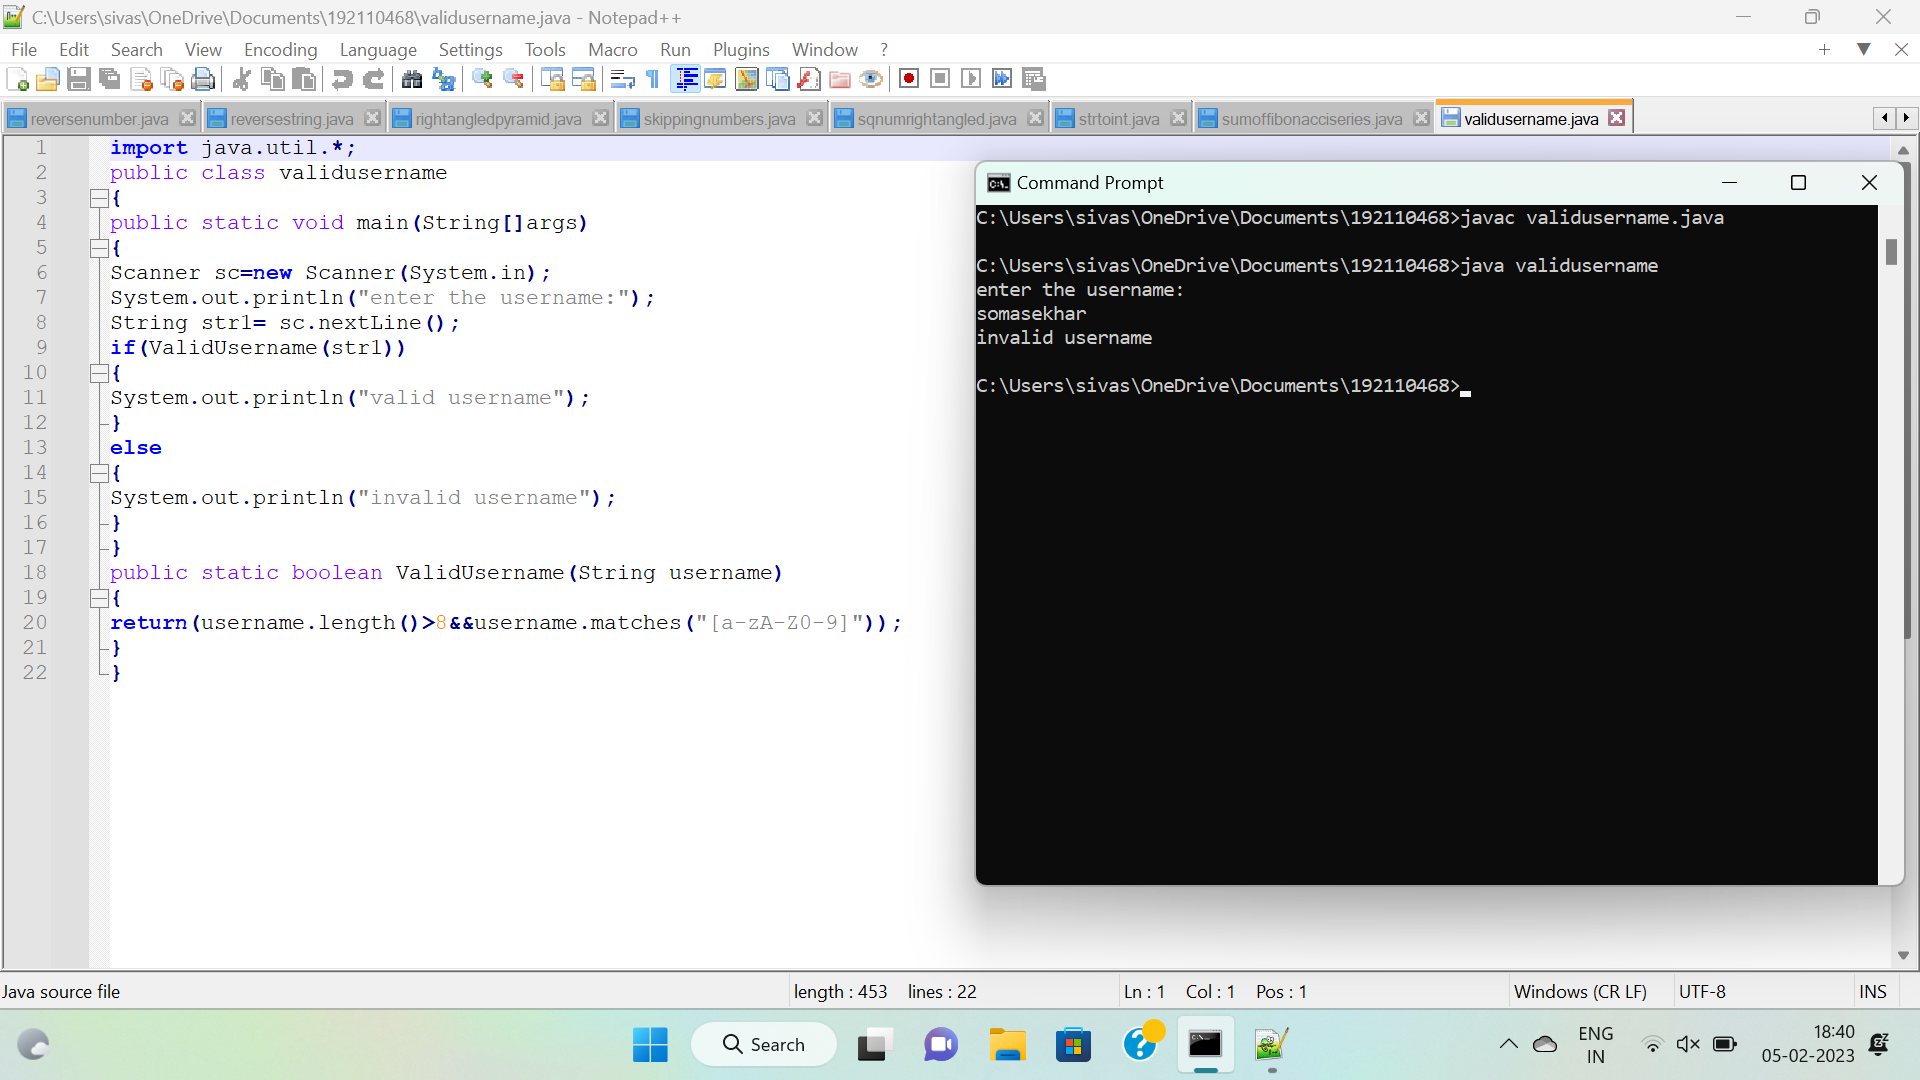 C:\Users\sivas\OneDrive\Documents\192110468\validusername.java - Notepad++
File Edit Search View Encoding Language Settings Tools Macro Run Plugins Window ?
reversenumber.java reversestring.java rightangledpyramid.java skippingnumbers.java sqnumrightangled.java strtoint.java sumoffibonacciseries.java validusername.java
1 import java.util.*;
2 public class validusername
3 {
4 public static void main(String[]args)
5 {
6 Scanner sc=new Scanner(System.in);
7 System.out.println("enter the username:");
8 String str1= sc.nextLine();
9 if(ValidUsername(str1))
10 {
11 System.out.println("valid username");
12 }
13 else
14 {
15 System.out.println("invalid username");
16 }
17 }
18 public static boolean ValidUsername(String username)
19 {
20 return(username.length()>8&&username.matches("[a-zA-Z0-9]"));
21 }
22 }
Command Prompt
C:\Users\sivas\OneDrive\Documents\192110468>javac validusername.java
C:\Users\sivas\OneDrive\Documents\192110468>java validusername
enter the username:
somasekhar
invalid username
C:\Users\sivas\OneDrive\Documents\192110468>
Java source file length : 453 lines : 22 Ln : 1 Col : 1 Pos : 1 Windows (CR LF) UTF-8 INS
Search
ENG
IN
18:40
05-02-2023